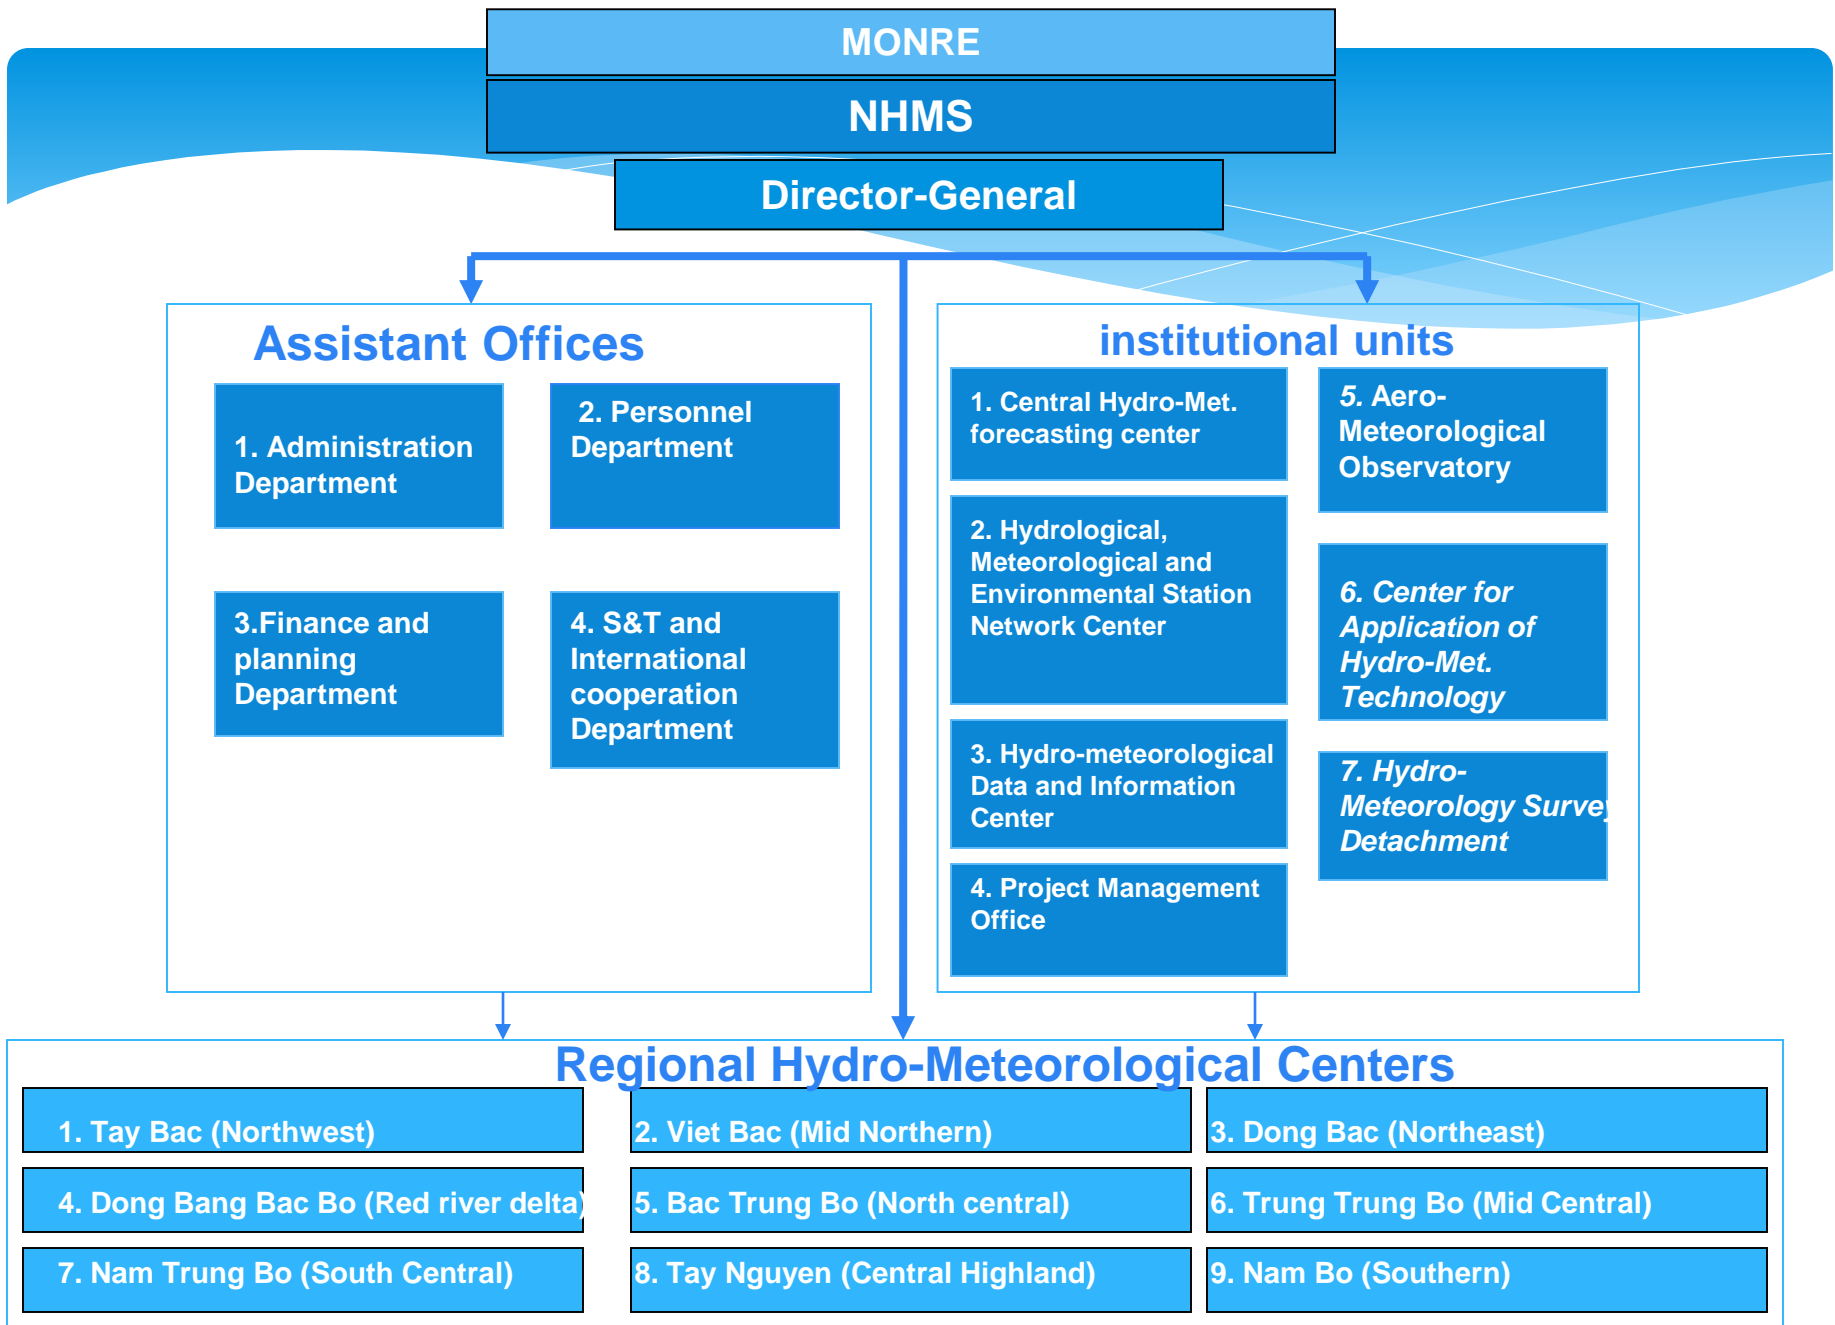 MONRE
NHMS
Director-General
Assistant Offices
1. Administration
Department
2. Personnel
Department
3.Finance and
planning
Department
4. S&T and
International
cooperation
Department
institutional units
1. Central Hydro-Met.
forecasting center
2. Hydrological,
Meteorological and
Environmental Station
Network Center
3. Hydro-meteorological
Data and Information
Center
4. Project Management
Office
5. Aero-
Meteorological
Observatory
6. Center for
Application of
Hydro-Met.
Technology
7. Hydro-
Meteorology Survey
Detachment
Regional Hydro-Meteorological Centers
1. Tay Bac (Northwest)
2. Viet Bac (Mid Northern)
3. Dong Bac (Northeast)
4. Dong Bang Bac Bo (Red river delta)
5. Bac Trung Bo (North central)
6. Trung Trung Bo (Mid Central)
7. Nam Trung Bo (South Central)
8. Tay Nguyen (Central Highland)
9. Nam Bo (Southern)